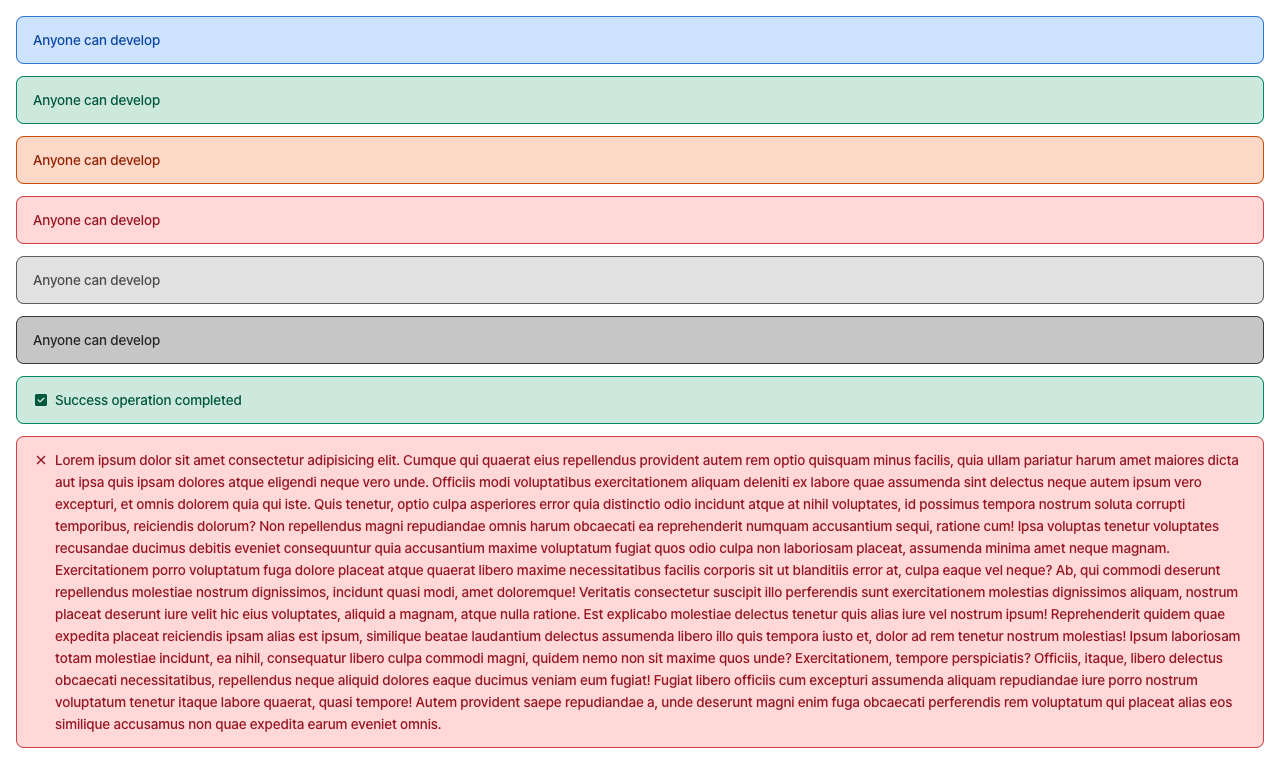 Anyone can develop
Anyone can develop
Anyone can develop
Anyone can develop
Anyone can develop
Anyone can develop
Success operation completed
Lorem ipsum dolor sit amet consectetur adipisicing elit. Cumque qui quaerat eius repellendus provident autem rem optio quisquam minus facilis, quia ullam pariatur harum amet maiores dicta
aut ipsa quis ipsam dolores atque eligendi neque vero unde. Officiis modi voluptatibus exercitationem aliquam deleniti ex labore quae assumenda sint delectus neque autem ipsum vero
excepturi, et omnis dolorem quia qui iste. Quis tenetur, optio culpa asperiores error quia distinctio odio incidunt atque at nihil voluptates, id possimus tempora nostrum soluta corrupti
temporibus, reiciendis dolorum? Non repellendus magni repudiandae omnis harum obcaecati ea reprehenderit numquam accusantium sequi, ratione cum! Ipsa voluptas tenetur voluptates
recusandae ducimus debitis eveniet consequuntur quia accusantium maxime voluptatum fugiat quos odio culpa non laboriosam placeat, assumenda minima amet neque magnam.
Exercitationem porro voluptatum fuga dolore placeat atque quaerat libero maxime necessitatibus facilis corporis sit ut blanditiis error at, culpa eaque vel neque? Ab, qui commodi deserunt
repellendus molestiae nostrum dignissimos, incidunt quasi modi, amet doloremque! Veritatis consectetur suscipit illo perferendis sunt exercitationem molestias dignissimos aliquam, nostrum
placeat deserunt iure velit hic eius voluptates, aliquid a magnam, atque nulla ratione. Est explicabo molestiae delectus tenetur quis alias iure vel nostrum ipsum! Reprehenderit quidem quae
expedita placeat reiciendis ipsam alias est ipsum, similique beatae laudantium delectus assumenda libero illo quis tempora iusto et, dolor ad rem tenetur nostrum molestias! Ipsum laboriosam
totam molestiae incidunt, ea nihil, consequatur libero culpa commodi magni, quidem nemo non sit maxime quos unde? Exercitationem, tempore perspiciatis? Officiis, itaque, libero delectus
obcaecati necessitatibus, repellendus neque aliquid dolores eaque ducimus veniam eum fugiat! Fugiat libero officiis cum excepturi assumenda aliquam repudiandae iure porro nostrum
voluptatum tenetur itaque labore quaerat, quasi tempore! Autem provident saepe repudiandae a, unde deserunt magni enim fuga obcaecati perferendis rem voluptatum qui placeat alias eos
similique accusamus non quae expedita earum eveniet omnis.